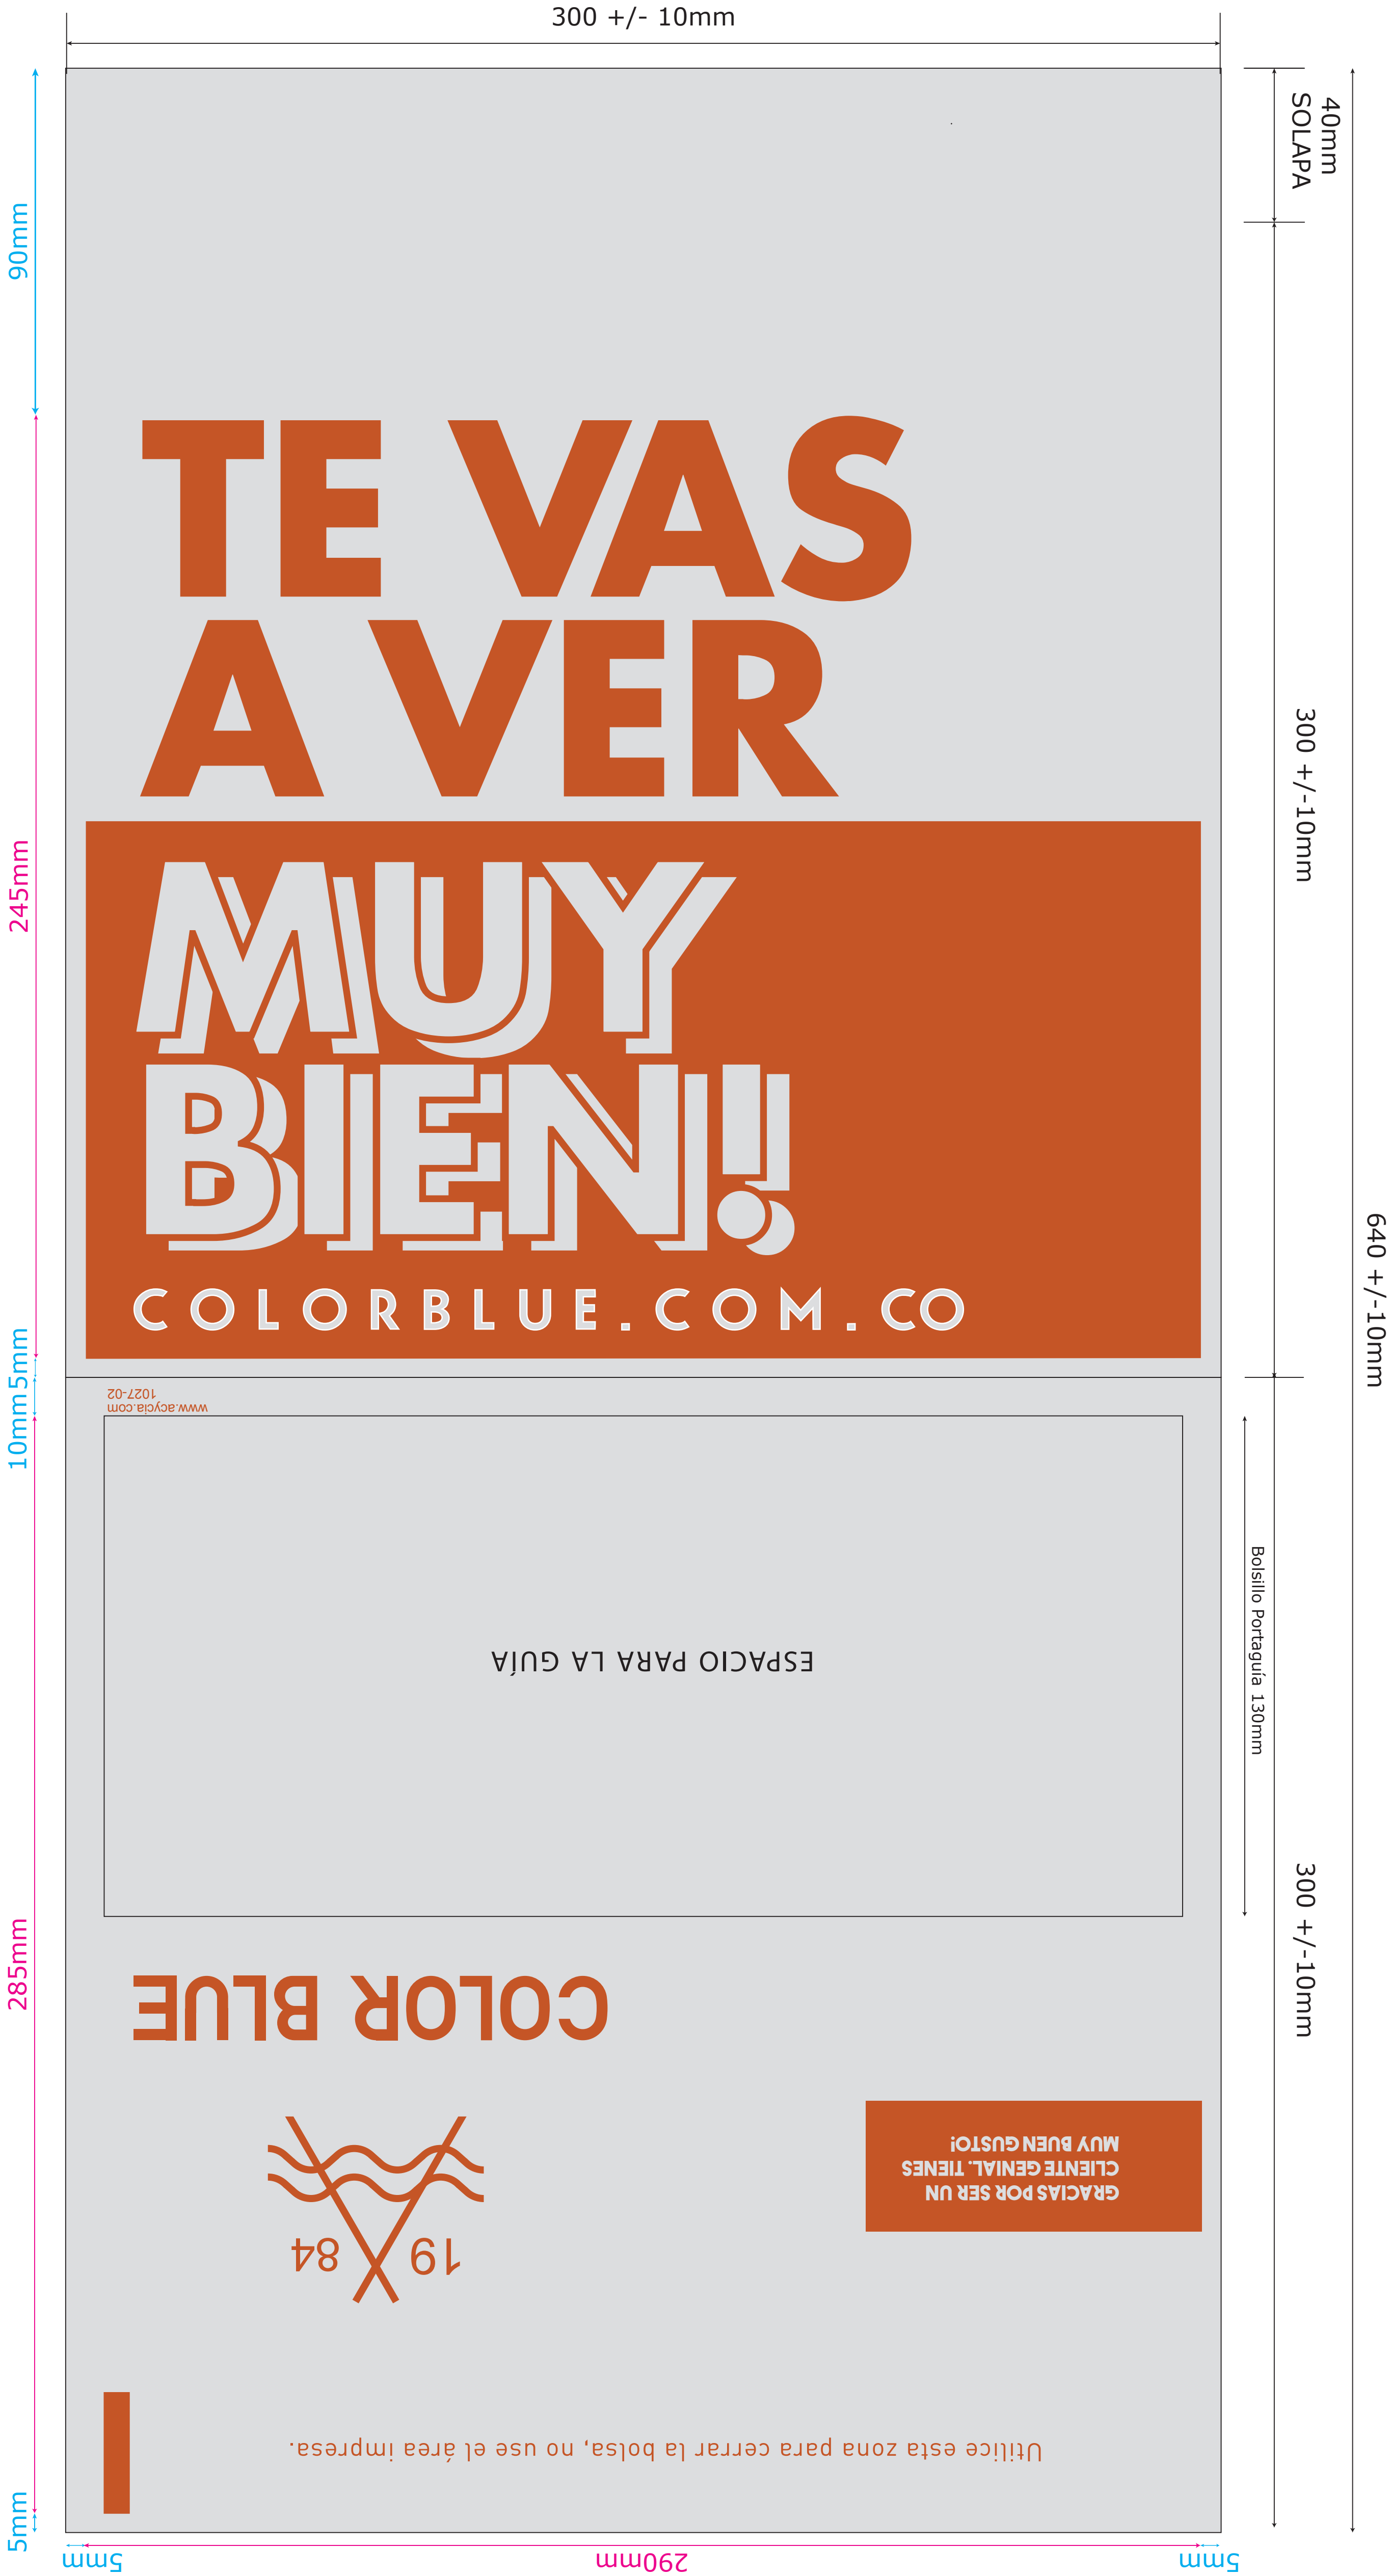 300 +/- 10mm
40mm
SOLAPA
90mm
TE VAS
A VER
300 +/-10mm
245mm
MUY
BIEN!
640 +/-10mm
COLORBLUE.COM.CO
5mm
10mm
1027-02
www.acycia.com
Bolsillo Portaguía 130mm
ESPACIO PARA LA GUÍA
300 +/-10mm
285mm
COLOR BLUE
GRACIAS POR SER UN
CLIENTE GENIAL. TIENES
MUY BUEN GUSTO!
19 84
Utilice esta zona para cerrar la bolsa, no use el área impresa.
5mm
5mm
290mm
5mm